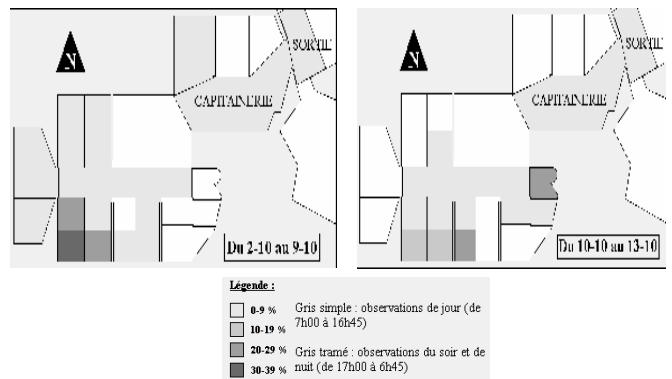 N
SORTIE
CAPITAINERIE
Du 2-10 au 9-10
N
SORTIE
CAPITAINERIE
Du 10-10 au 13-10
Légende :
0-9 %
10-19 %
20-29 %
30-39 %
Gris simple : observations de jour (de
7h00 à 16h45)
Gris tramé : observations du soir et de
nuit (de 17h00 à 6h45)